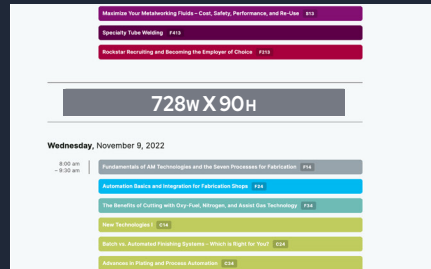 Maximize Your Metalworking Fluids – Cost, Safety, Performance, and Re-Use B13
Specialty Tube Welding F413
Rockstar Recruiting and Becoming the Employer of Choice F213
728W X 90H
Wednesday, November 9, 2022
8:00 am
– 9:30 am
Fundamentals of AM Technologies and the Seven Processes for Fabrication F14
Automation Basics and Integration for Fabrication Shops F24
The Benefits of Cutting with Oxy-Fuel, Nitrogen, and Assist Gas Technology F34
New Technologies I C14
Batch vs. Automated Finishing Systems - Which is Right for You? C24
Advances in Plating and Process Automation C34